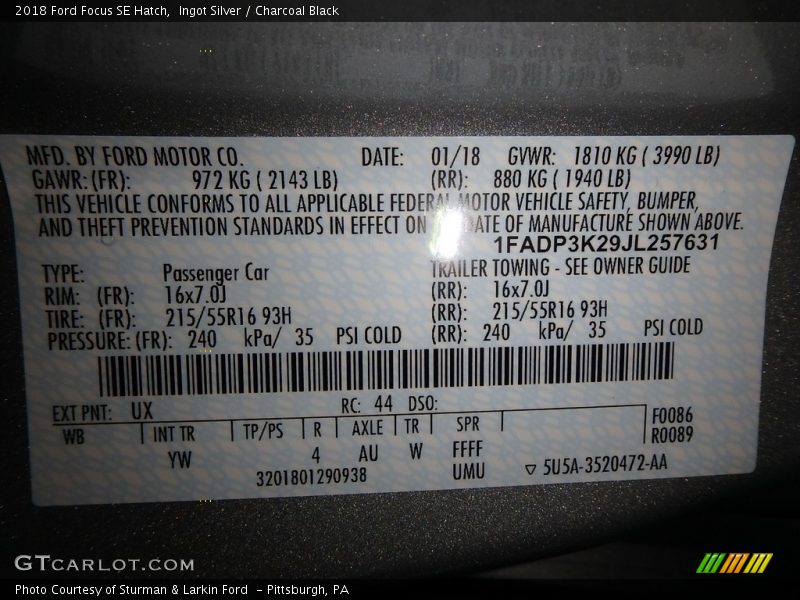 2018 Ford Focus SE Hatch,  Ingot Silver / Charcoal Black
MFD. BY FORD MOTOR CO. DATE: 01/18 GVWR: 1810 KG ( 3990 LB)
GAWR: (FR): 972 KG ( 2143 LB) (RR): 880 KG ( 1940 LB)
THIS VEHICLE CONFORMS TO ALL APPLICABLE FEDERAL MOTOR VEHICLE SAFETY, BUMPER,
AND THEFT PREVENTION STANDARDS IN EFFECT ON DATE OF MANUFACTURE SHOWN ABOVE.
1FADP3K29JL257631
TYPE: Passenger Car TRAILER TOWING - SEE OWNER GUIDE
RIM: (FR): 16x7.0J (RR): 16x7.0J
TIRE: (FR): 215/55R16 93H (RR): 215/55R16 93H
PRESSURE: (FR): 240 kPa/ 35 PSI COLD (RR): 240 kPa/ 35 PSI COLD
EXT PNT: UX RC: 44 DSO:
WB INT TR TP/PS R AXLE TR SPR F0086
R0089
YW 4 AU W FFFF
3201801290938 UMU ▽ 5U5A-3520472-AA
GTCARLOT.COM
Photo Courtesy of Sturman & Larkin Ford  - Pittsburgh, PA